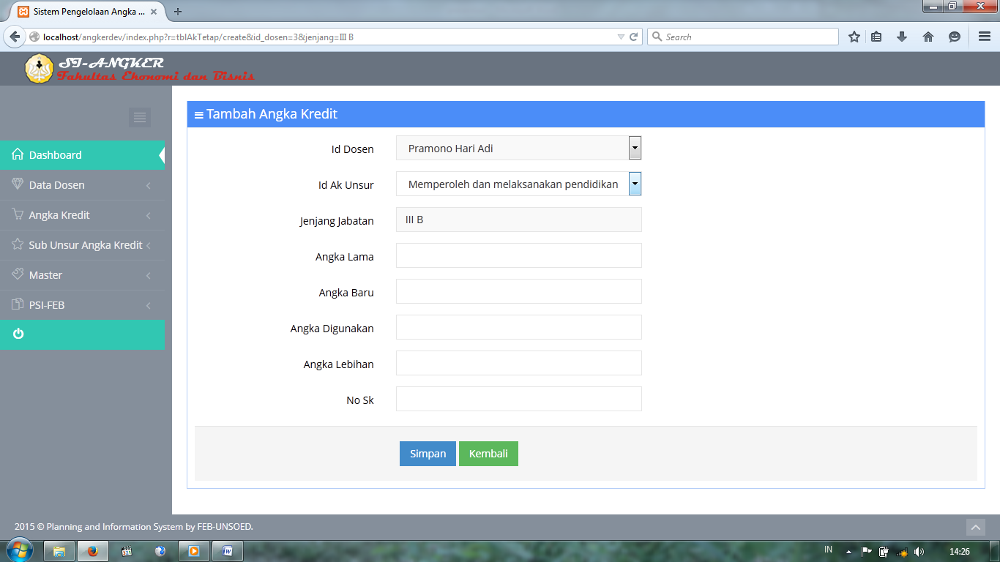 Sistem Pengelolaan Angka ...
localhost/angkerdev/index.php?r=tblAkTetap/create&id_dosen=3&jenjang=III B
Search
SI-ANGKER
Fakultas Ekonomi dan Bisnis
Dashboard
Data Dosen
Angka Kredit
Sub Unsur Angka Kredit
Master
PSI-FEB
Tambah Angka Kredit
Id Dosen Pramono Hari Adi
Id Ak Unsur Memperoleh dan melaksanakan pendidikan
Jenjang Jabatan III B
Angka Lama
Angka Baru
Angka Digunakan
Angka Lebihan
No Sk
Simpan Kembali
2015 © Planning and Information System by FEB-UNSOED.
IN 14:26